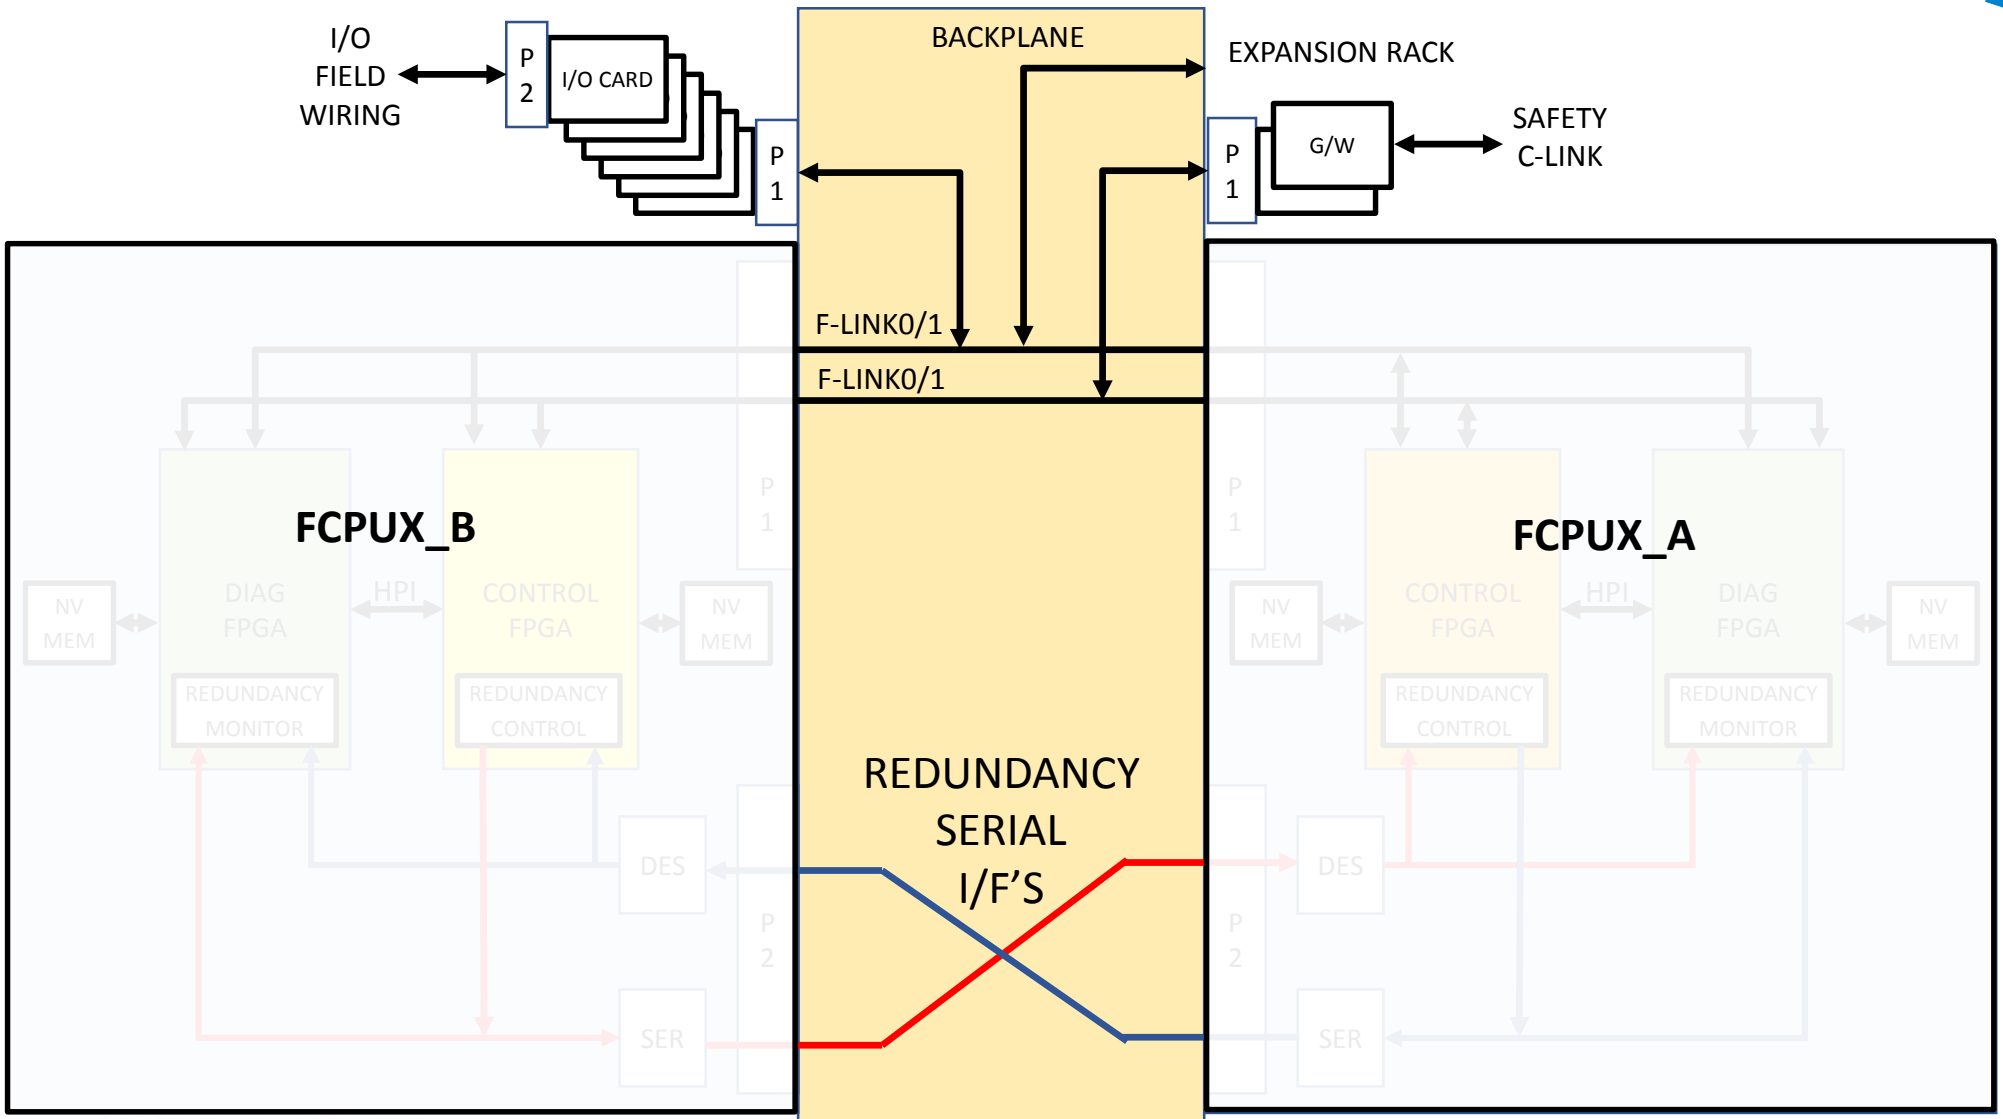 I/O
FIELD
WIRING
P
2
I/O CARD
P
1
BACKPLANE
EXPANSION RACK
P
1
G/W
SAFETY
C-LINK
F-LINK0/1
F-LINK0/1
FCPUX_B
P
1
NV
MEM
DIAG
FPGA
HPI
CONTROL
FPGA
NV
MEM
REDUNDANCY
MONITOR
REDUNDANCY
CONTROL
DES
SER
P
2
REDUNDANCY
SERIAL
I/F'S
FCPUX_A
P
1
NV
MEM
CONTROL
FPGA
HPI
DIAG
FPGA
NV
MEM
REDUNDANCY
CONTROL
REDUNDANCY
MONITOR
P
2
DES
SER